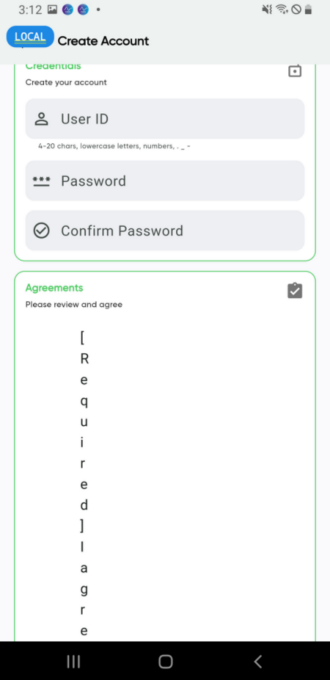 3:12
LOCAL
Create Account
Credentials
Create your account
User ID
4-20 chars, lowercase letters, numbers, . _ -
Password
Confirm Password
Agreements
Please review and agree
[
R
e
q
u
i
r
e
d
]
I
a
g
r
e